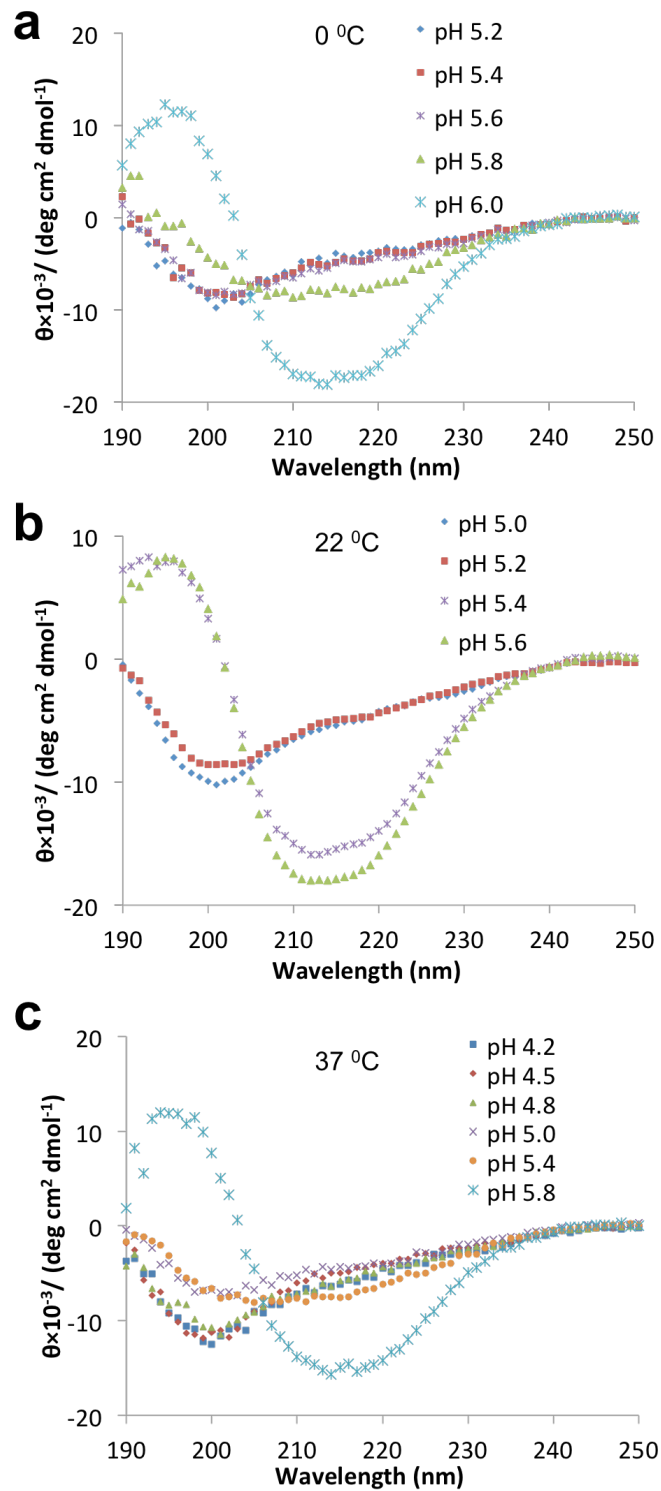 a
0 ⁰C
pH 5.2
pH 5.4
pH 5.6
pH 5.8
pH 6.0
θ×10⁻³/ (deg cm² dmol⁻¹)
20
10
0
-10
-20
190 200 210 220 230 240 250
Wavelength (nm)
b
22 ⁰C
pH 5.0
pH 5.2
pH 5.4
pH 5.6
θ×10⁻³/ (deg cm² dmol⁻¹)
10
0
-10
-20
190 200 210 220 230 240 250
Wavelength (nm)
c
37 ⁰C
pH 4.2
pH 4.5
pH 4.8
pH 5.0
pH 5.4
pH 5.8
θ×10⁻³/ (deg cm² dmol⁻¹)
20
10
0
-10
-20
190 200 210 220 230 240 250
Wavelength (nm)